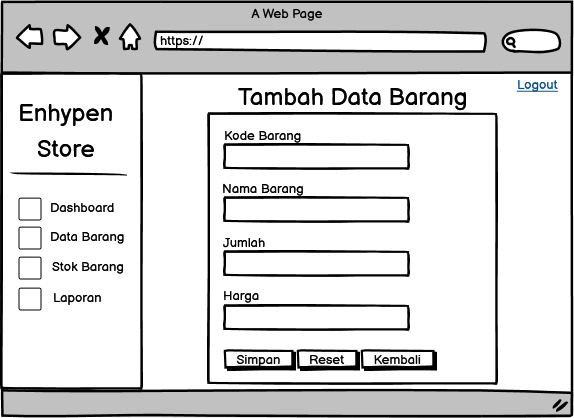 A Web Page
https://
Logout
Enhypen
Store
Dashboard
Data Barang
Stok Barang
Laporan
Tambah Data Barang
Kode Barang
Nama Barang
Jumlah
Harga
Simpan Reset Kembali